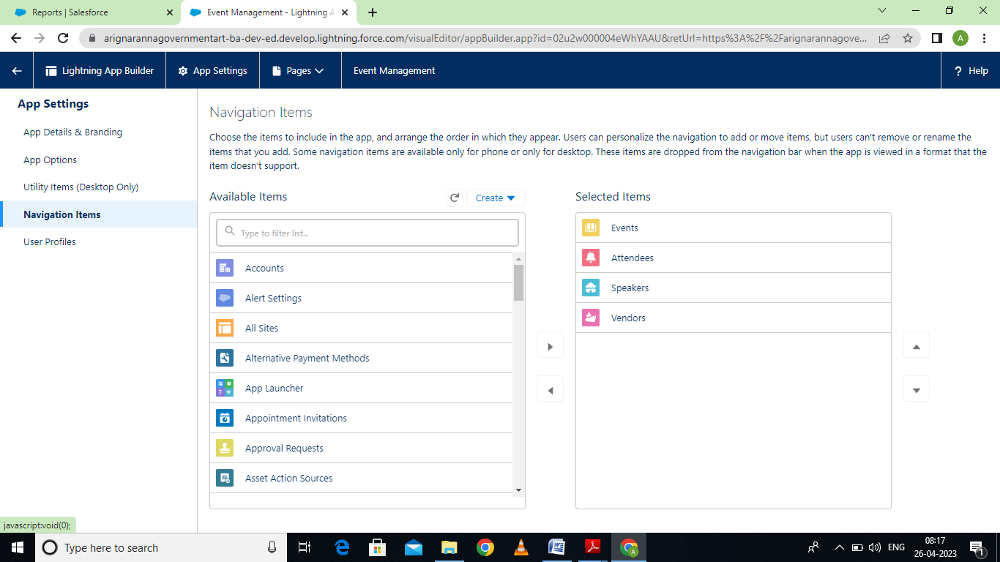 Reports | Salesforce
Event Management - Lightning A
arignarannagovernmentart-ba-dev-ed.develop.lightning.force.com/visualEditor/appBuilder.app?id=02u2w000004eWhYAAU&retUrl=https%3A%2F%2Farignarannagove...
A
Lightning App Builder
App Settings
Pages
Event Management
? Help
App Settings
App Details & Branding
App Options
Utility Items (Desktop Only)
Navigation Items
User Profiles
Navigation Items
Choose the items to include in the app, and arrange the order in which they appear. Users can personalize the navigation to add or move items, but users can't remove or rename the
items that you add. Some navigation items are available only for phone or only for desktop. These items are dropped from the navigation bar when the app is viewed in a format that the
item doesn't support.
Available Items
Create
Type to filter list...
Accounts
Alert Settings
All Sites
Alternative Payment Methods
App Launcher
Appointment Invitations
Approval Requests
Asset Action Sources
Selected Items
Events
Attendees
Speakers
Vendors
javascript:void(0);
Type here to search
ENG
08:17
26-04-2023
1